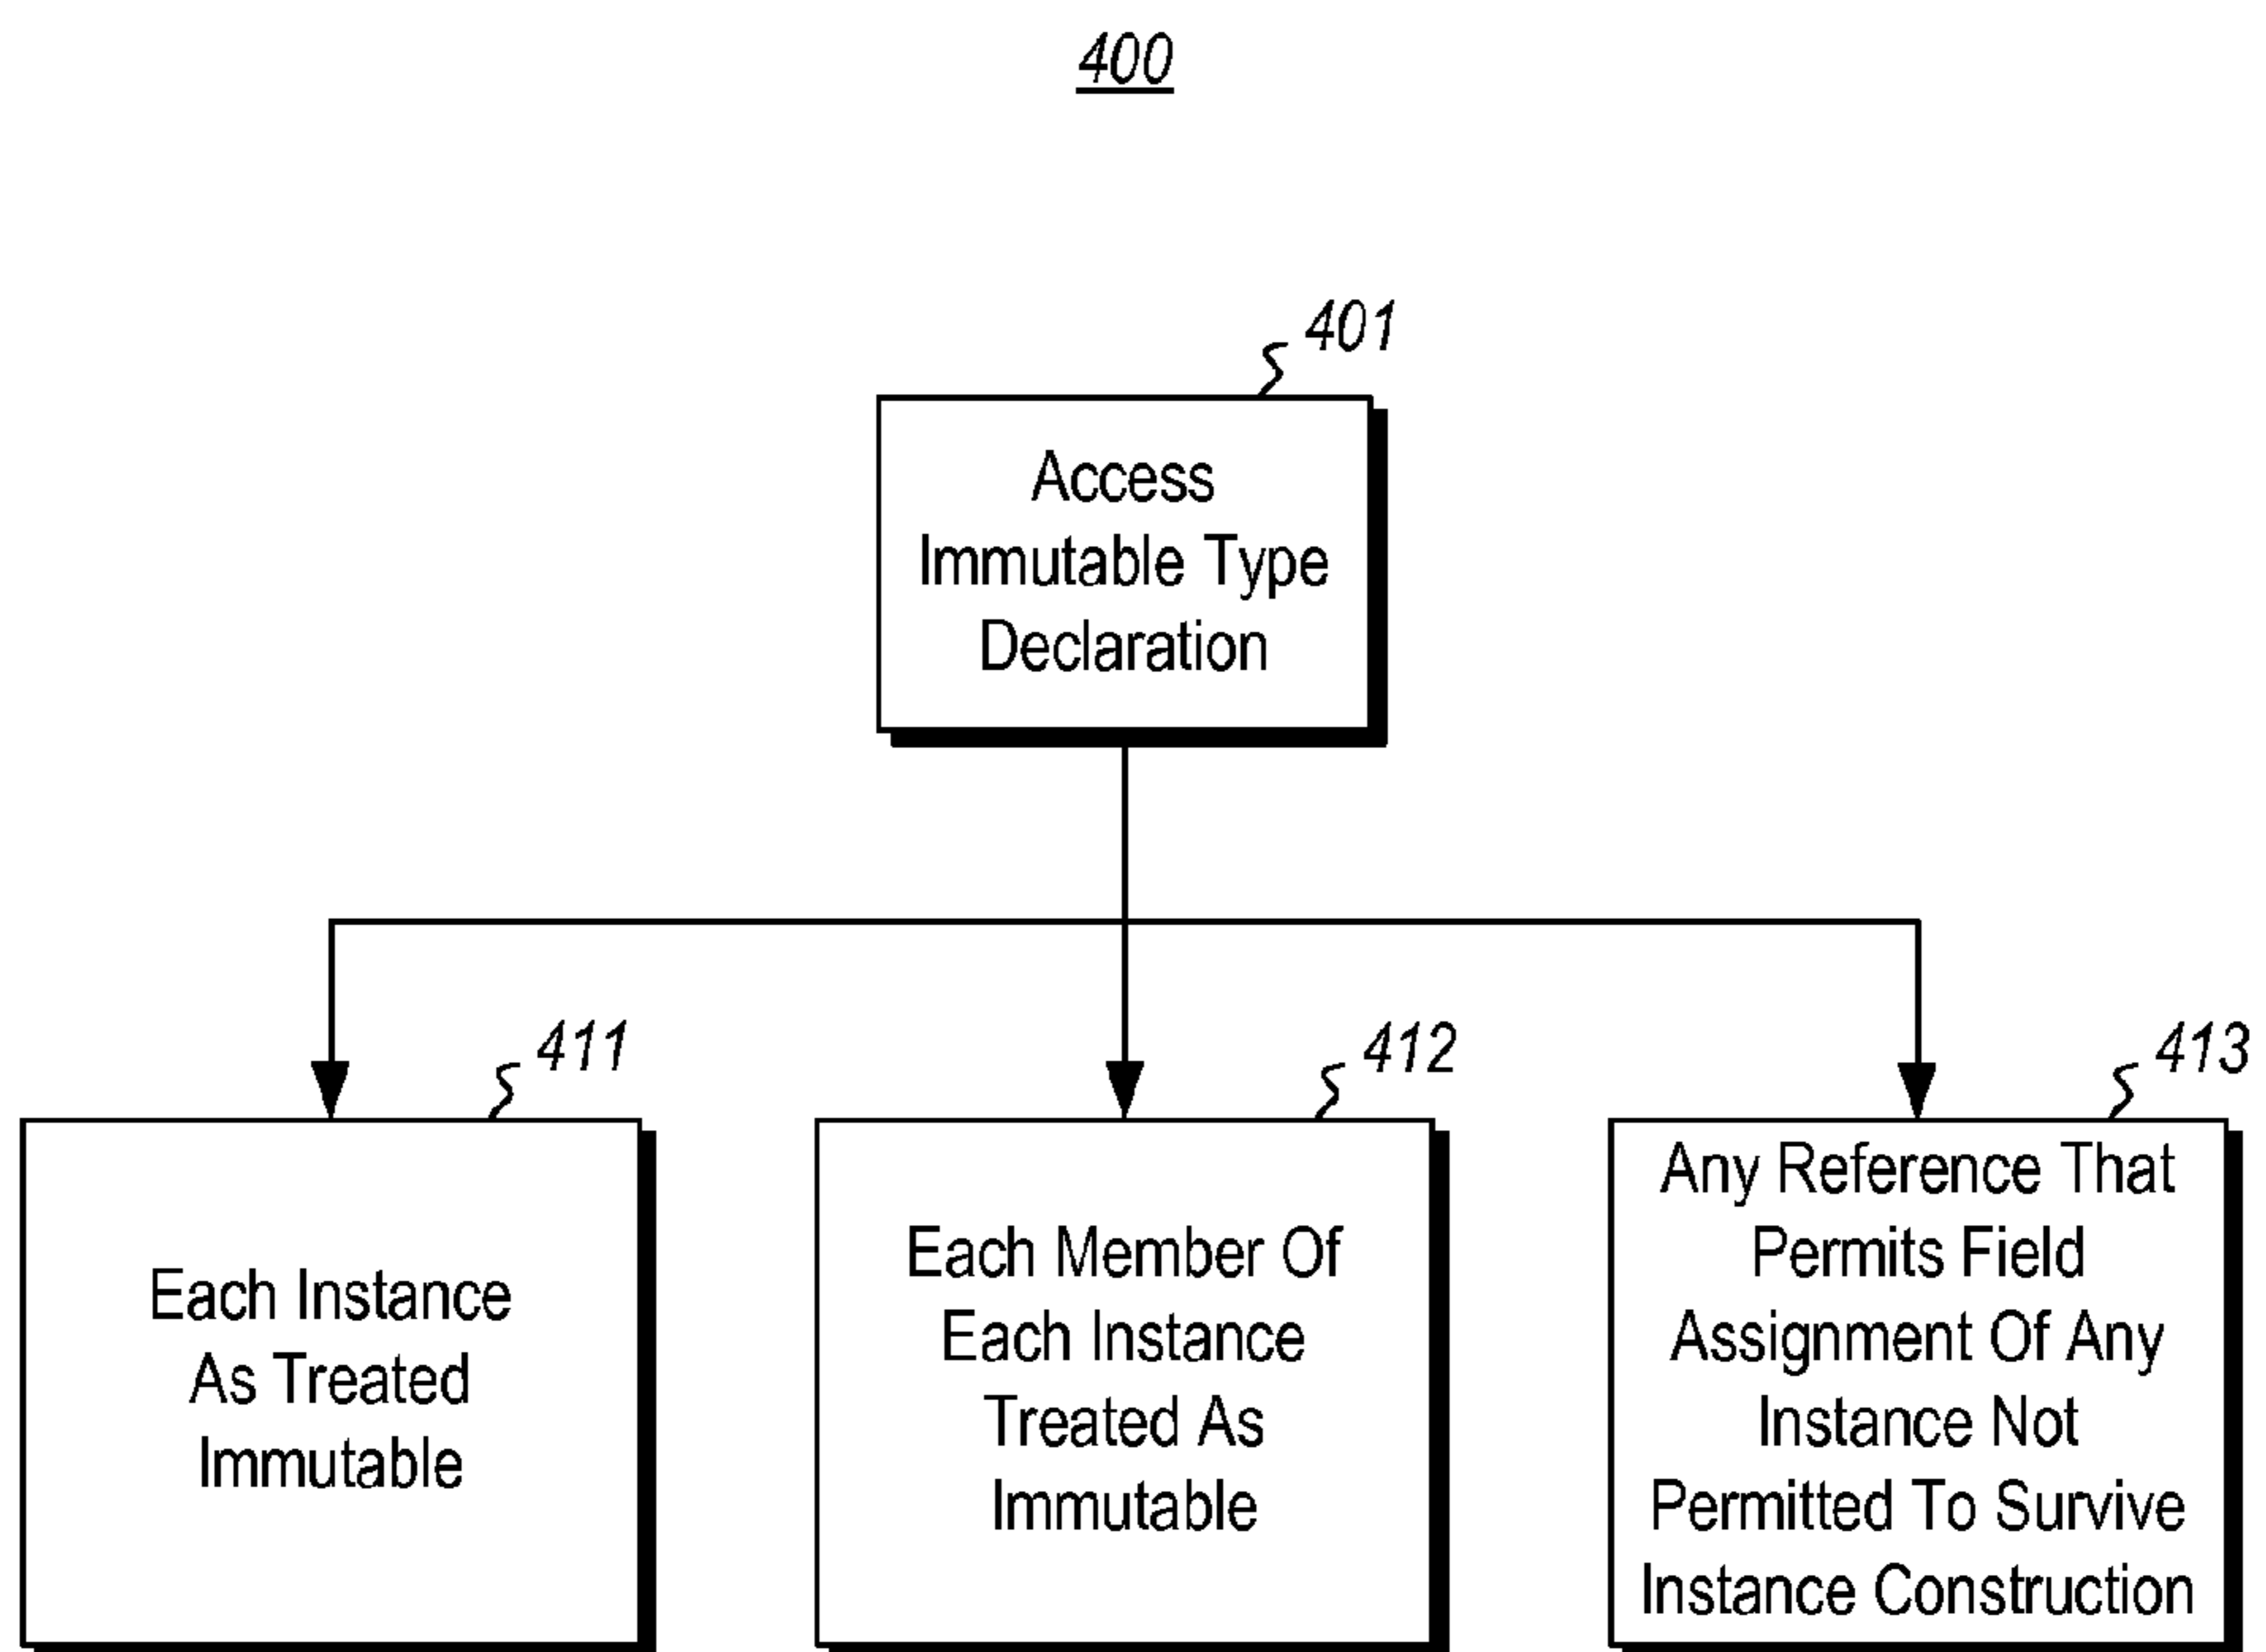 400
401
Access
Immutable Type
Declaration
411
Each Instance
As Treated
Immutable
412
Each Member Of
Each Instance
Treated As
Immutable
413
Any Reference That
Permits Field
Assignment Of Any
Instance Not
Permitted To Survive
Instance Construction